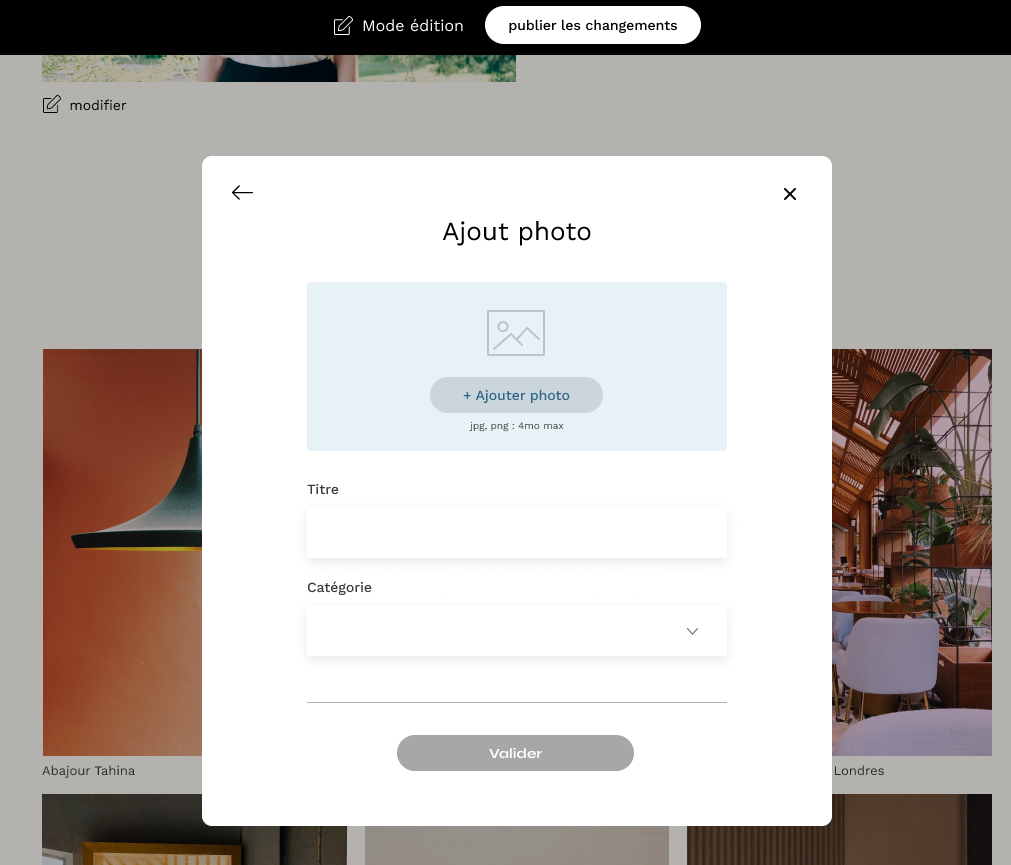 Mode édition
publier les changements
modifier
Ajout photo
+ Ajouter photo
jpg, png : 4mo max
Titre
Catégorie
Valider
Abajour Tahina
Londres